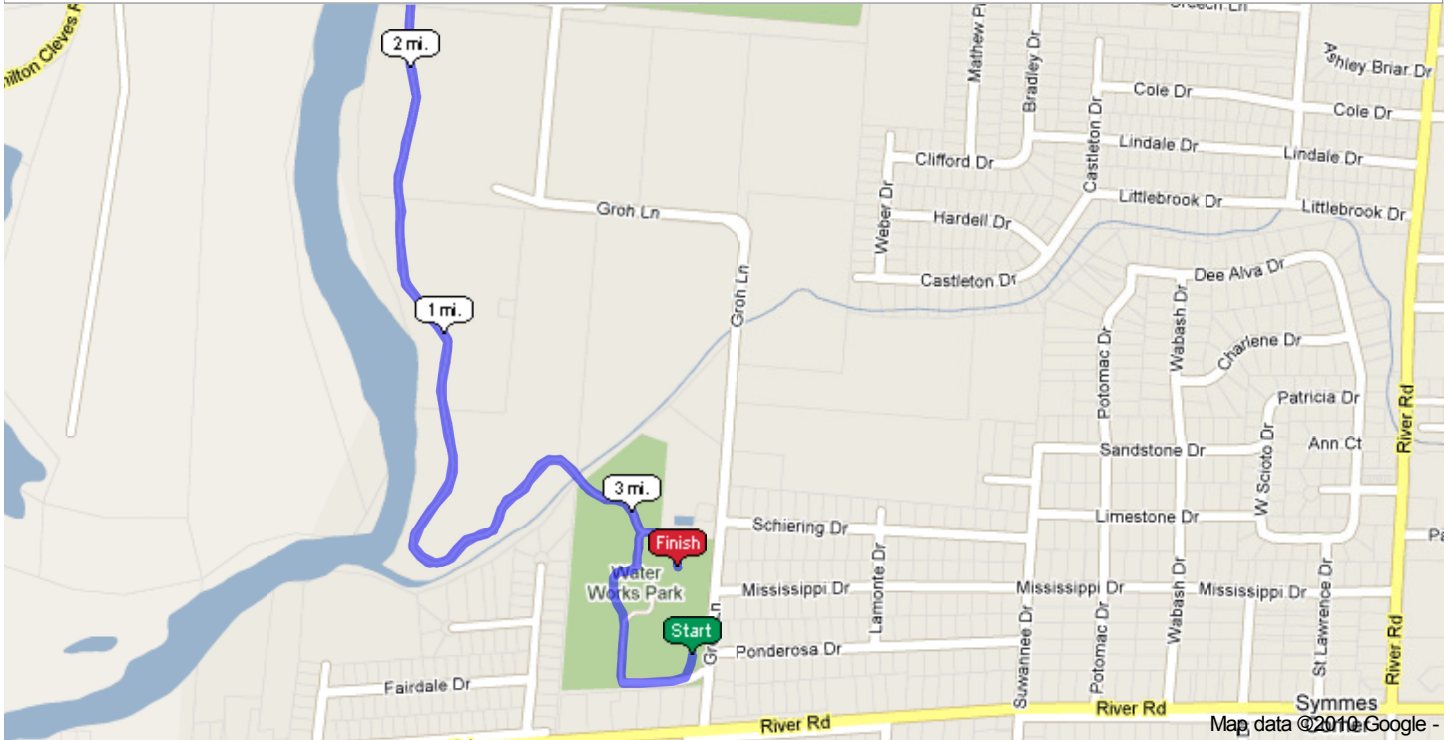 Greech Ln
2 mi.
Mathew Pl
Bradley Dr
Ashley Briar Dr
Cole Dr
Cole Dr
Castleton Dr
Lindale Dr
Lindale Dr
Clifford Dr
Weber Dr
Littlebrook Dr
Littlebrook Dr
Groh Ln
Hardell Dr
Castleton Dr
Dee Alva Dr
Groh Ln
1 mi.
Wabash Dr
Charlene Dr
Potomac Dr
Patricia Dr
River Rd
Sandstone Dr
W Scioto Dr
Ann Ct
3 mi.
Schiering Dr
Limestone Dr
Finish
Water
Works Park
Lamonte Dr
Mississippi Dr
Mississippi Dr
Mississippi Dr
Start
Ponderosa Dr
Suwannee Dr
Potomac Dr
Wabash Dr
St Lawrence Dr
River Rd
Fairdale Dr
River Rd
River Rd
Symmes
Corner
Map data ©2010 Google -